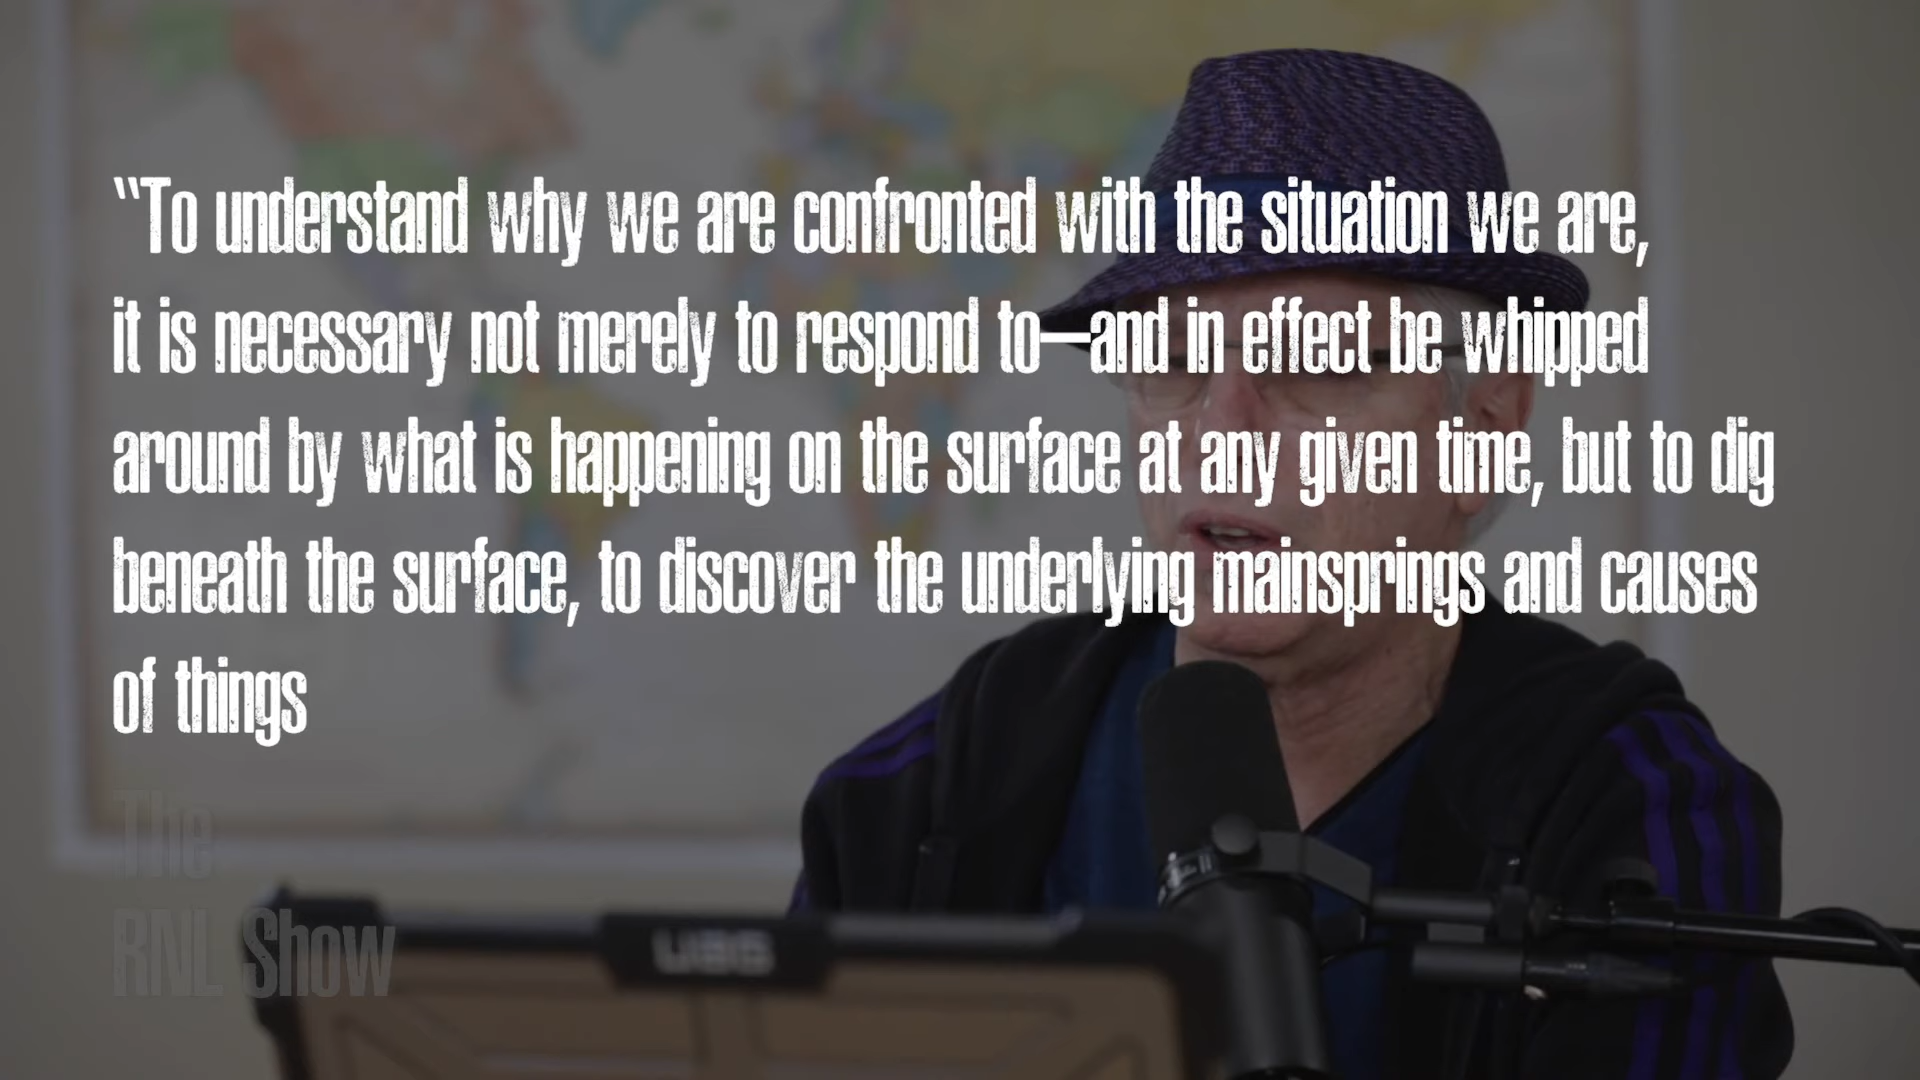 “To understand why we are confronted with the situation we are,
it is necessary not merely to respond to—and in effect be whipped
around by what is happening on the surface at any given time, but to dig
beneath the surface, to discover the underlying mainsprings and causes
of things
The
RNL Show
UAG